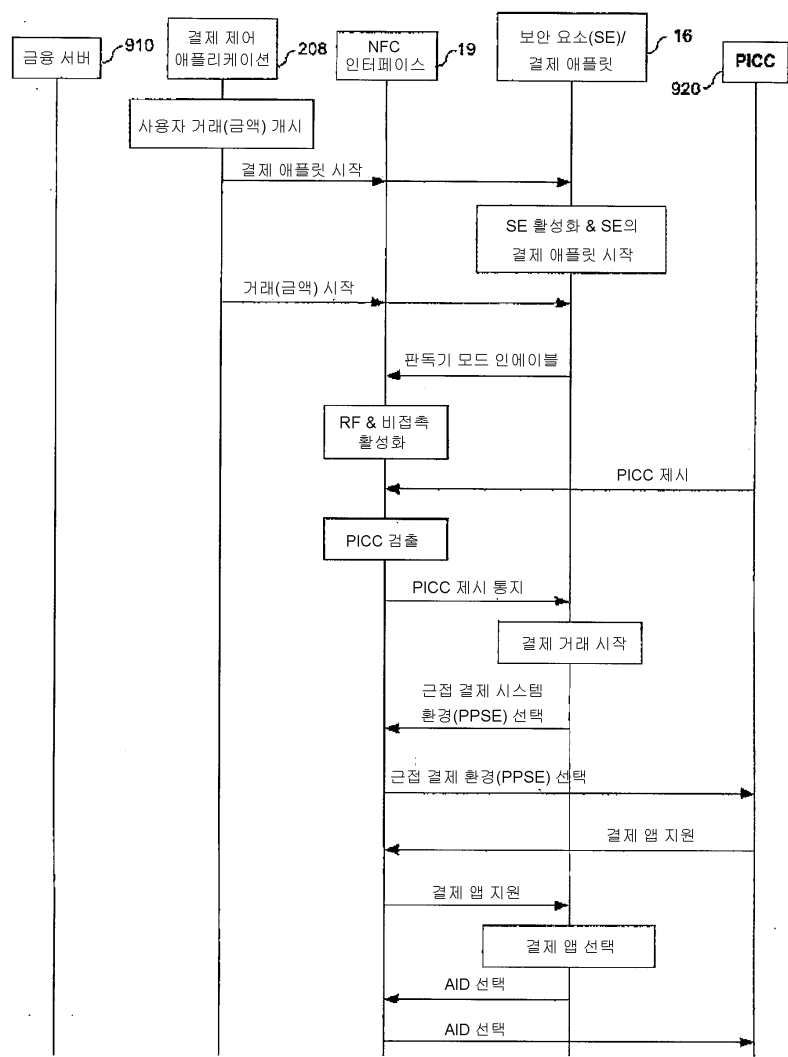 금융 서버
910
결제 제어
애플리케이션
208
NFC
인터페이스
19
보안 요소(SE)/
결제 애플릿
16
PICC
920
사용자 거래(금액) 개시
결제 애플릿 시작
SE 활성화 & SE의
결제 애플릿 시작
거래(금액) 시작
판독기 모드 인에이블
RF & 비접촉
활성화
PICC 제시
PICC 검출
PICC 제시 통지
결제 거래 시작
근접 결제 시스템
환경(PPSE) 선택
근접 결제 환경(PPSE) 선택
결제 앱 지원
결제 앱 지원
결제 앱 선택
AID 선택
AID 선택